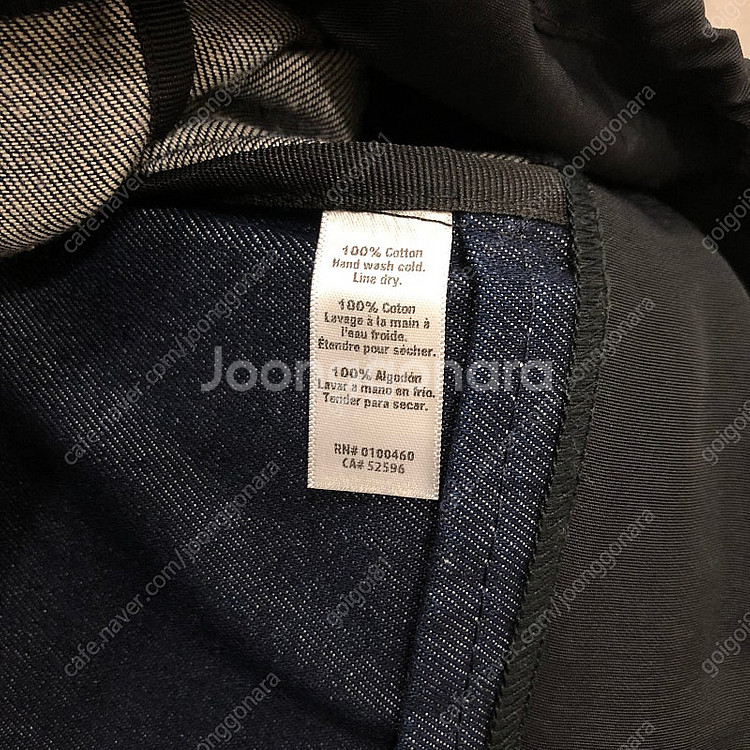 100% Cotton
Hand wash cold.
Line dry.
100% Coton
Lavage à la main à
l'eau froide.
Étendre pour sécher.
100% Algodón
Lavar a mano en frío.
Tender para secar.
RN# 0100460
CA# 52596
Joonggonara
cafe.naver.com/joonggonara
goigoi81